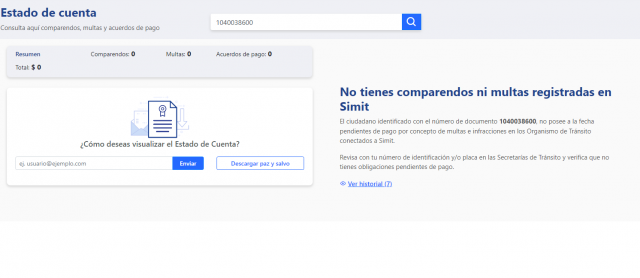 Estado de cuenta
Consulta aquí comparendos, multas y acuerdos de pago
1040038600
Resumen Comparendos: 0 Multas: 0 Acuerdos de pago: 0
Total: $ 0
¿Cómo deseas visualizar el Estado de Cuenta?
ej. usuario@ejemplo.com Enviar Descargar paz y salvo
No tienes comparendos ni multas registradas en
Simit
El ciudadano identificado con el número de documento 1040038600, no posee a la fecha
pendientes de pago por concepto de multas e infracciones en los Organismo de Tránsito
conectados a Simit.
Revisa con tu número de identificación y/o placa en las Secretarías de Tránsito y verifica que no
tienes obligaciones pendientes de pago.
Ver historial (7)